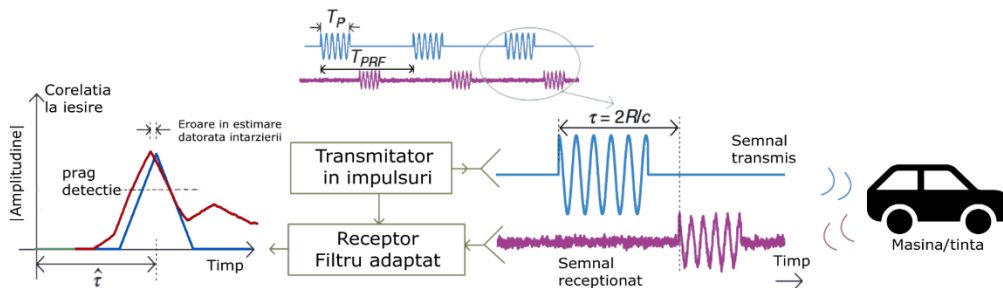 T_P
T_PRF
Corelatia
la iesire
Eroare in estimare
datorata intarzierii
prag
detectie
|Amplitudine|
Timp
τ̂
Transmitator
in impulsuri
Receptor
Filtru adaptat
τ = 2R/c
Semnal
transmis
Semnal
receptionat
Timp
Masina/tinta